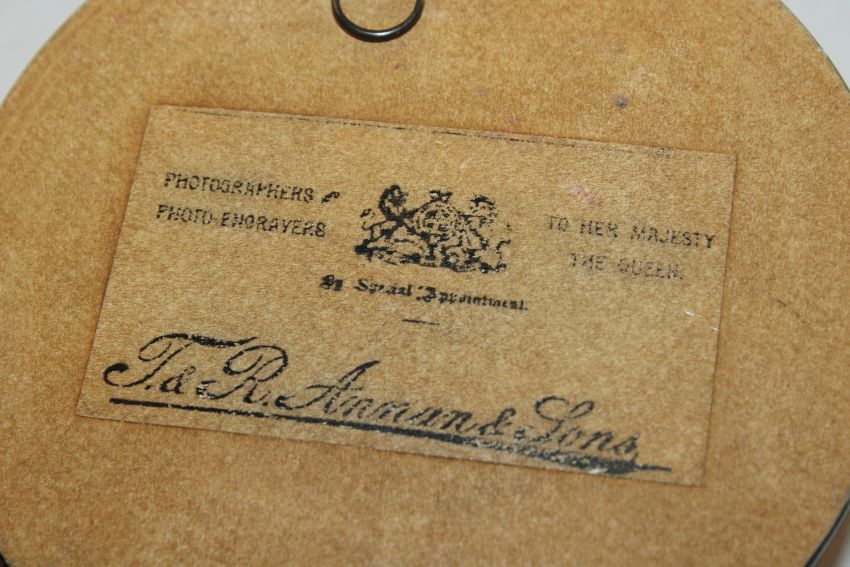 PHOTOGRAPHERS &
PHOTO-ENGRAVERS
TO HER MAJESTY
THE QUEEN.
By Special Appointment.
T. & R. Annan & Sons,